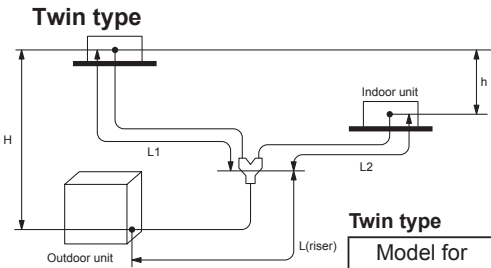 Twin type
h
Indoor unit
H
L1
L2
L(riser)
Twin type
Model for
Outdoor unit